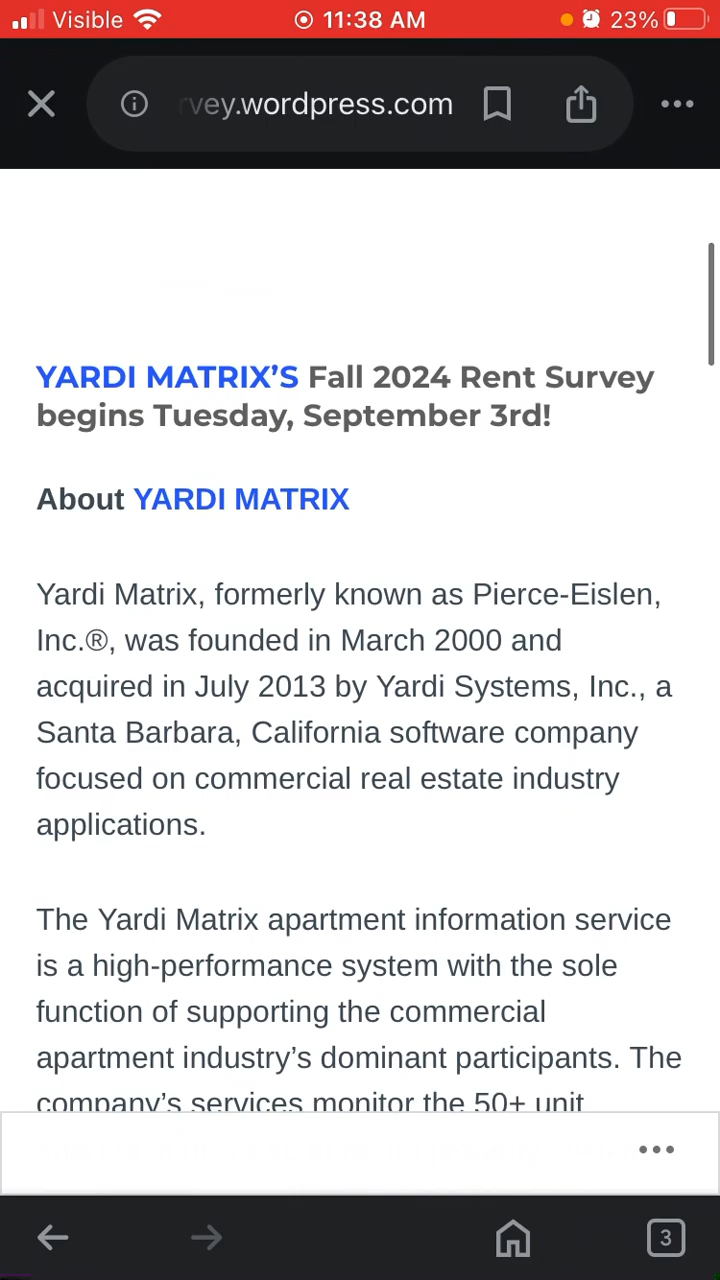 Visible 11:38 AM 23%
rvey.wordpress.com
YARDI MATRIX’S Fall 2024 Rent Survey
begins Tuesday, September 3rd!
About YARDI MATRIX
Yardi Matrix, formerly known as Pierce-Eislen,
Inc.®, was founded in March 2000 and
acquired in July 2013 by Yardi Systems, Inc., a
Santa Barbara, California software company
focused on commercial real estate industry
applications.
The Yardi Matrix apartment information service
is a high-performance system with the sole
function of supporting the commercial
apartment industry’s dominant participants. The
company’s services monitor the 50+ unit
3